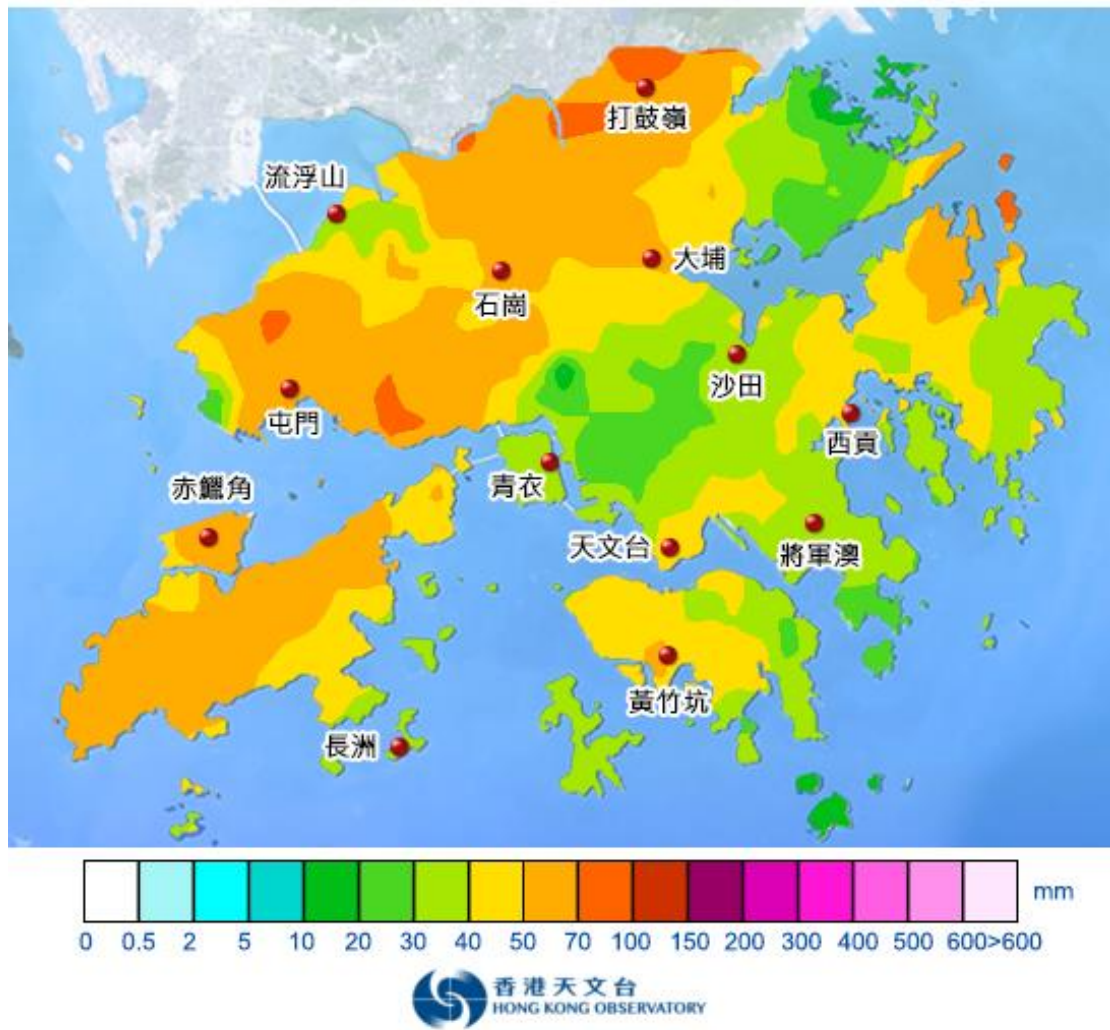 打鼓嶺
流浮山
大埔
石崗
沙田
屯門
西貢
青衣
赤鱲角
天文台
將軍澳
黃竹坑
長洲
mm
0 0.5 2 5 10 20 30 40 50 70 100 150 200 300 400 500 600>600
香港天文台
HONG KONG OBSERVATORY